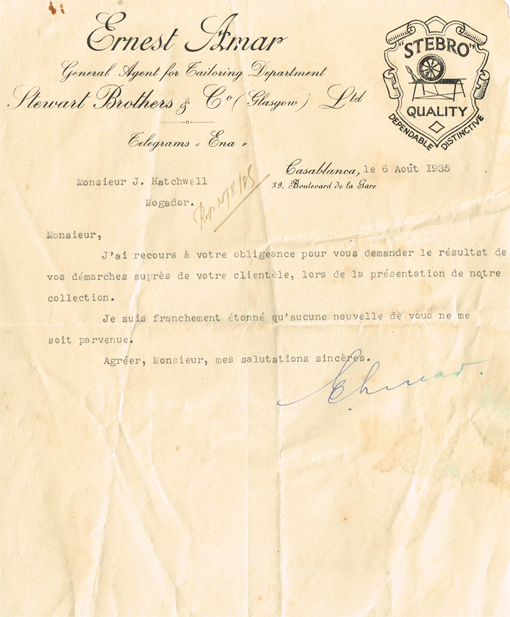 Ernest Amar
General Agent for Tailoring Department
Stewart Brothers & Co (Glasgow) Ltd
Telegrams "Ena"
"STEBRO"
QUALITY
DEPENDABLE DISTINCTIVE
Casablanca, le 6 Août 1935
39, Boulevard de la Gare
Monsieur J. Hatchwell
Mogador.
Monsieur,
J'ai recours à votre obligeance pour vous demander le résultat de
vos démarches suprès de votre clientèle, lors de la présentation de notre
collection.
Je suis franchement étonné qu'aucune nouvelle de vous ne me
soit parvenue.
Agréer, Monsieur, mes salutations sincères.